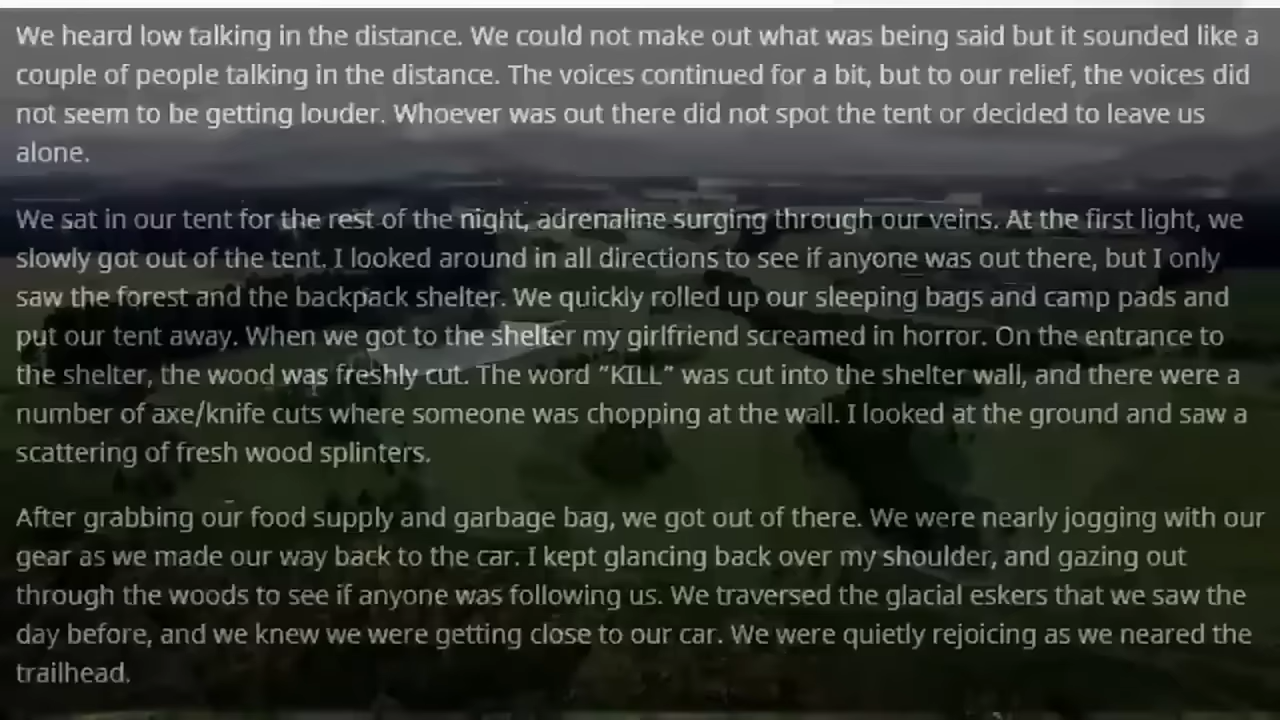 We heard low talking in the distance. We could not make out what was being said but it sounded like a
couple of people talking in the distance. The voices continued for a bit, but to our relief, the voices did
not seem to be getting louder. Whoever was out there did not spot the tent or decided to leave us
alone.
We sat in our tent for the rest of the night, adrenaline surging through our veins. At the first light, we
slowly got out of the tent. I looked around in all directions to see if anyone was out there, but I only
saw the forest and the backpack shelter. We quickly rolled up our sleeping bags and camp pads and
put our tent away. When we got to the shelter my girlfriend screamed in horror. On the entrance to
the shelter, the wood was freshly cut. The word “KILL” was cut into the shelter wall, and there were a
number of axe/knife cuts where someone was chopping at the wall. I looked at the ground and saw a
scattering of fresh wood splinters.
After grabbing our food supply and garbage bag, we got out of there. We were nearly jogging with our
gear as we made our way back to the car. I kept glancing back over my shoulder, and gazing out
through the woods to see if anyone was following us. We traversed the glacial eskers that we saw the
day before, and we knew we were getting close to our car. We were quietly rejoicing as we neared the
trailhead.